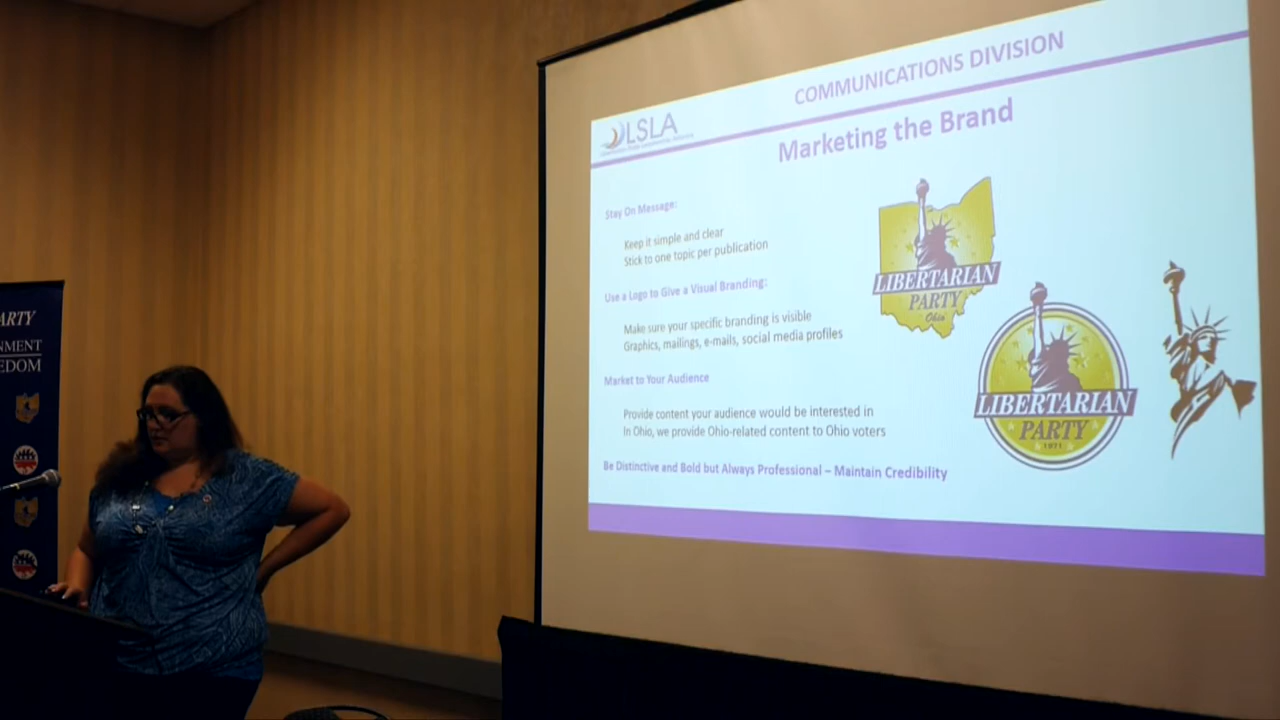 COMMUNICATIONS DIVISION
LSLA
Marketing the Brand
Stay On Message:
Keep it simple and clear
Stick to one topic per publication
Use a Logo to Give a Visual Branding:
Make sure your specific branding is visible
Graphics, mailings, e-mails, social media profiles
Market to Your Audience
Provide content your audience would be interested in
In Ohio, we provide Ohio-related content to Ohio voters
Be Distinctive and Bold but Always Professional – Maintain Credibility
LIBERTARIAN
PARTY
Ohio
LIBERTARIAN
PARTY
1971
ARTY
NMENT
EDOM